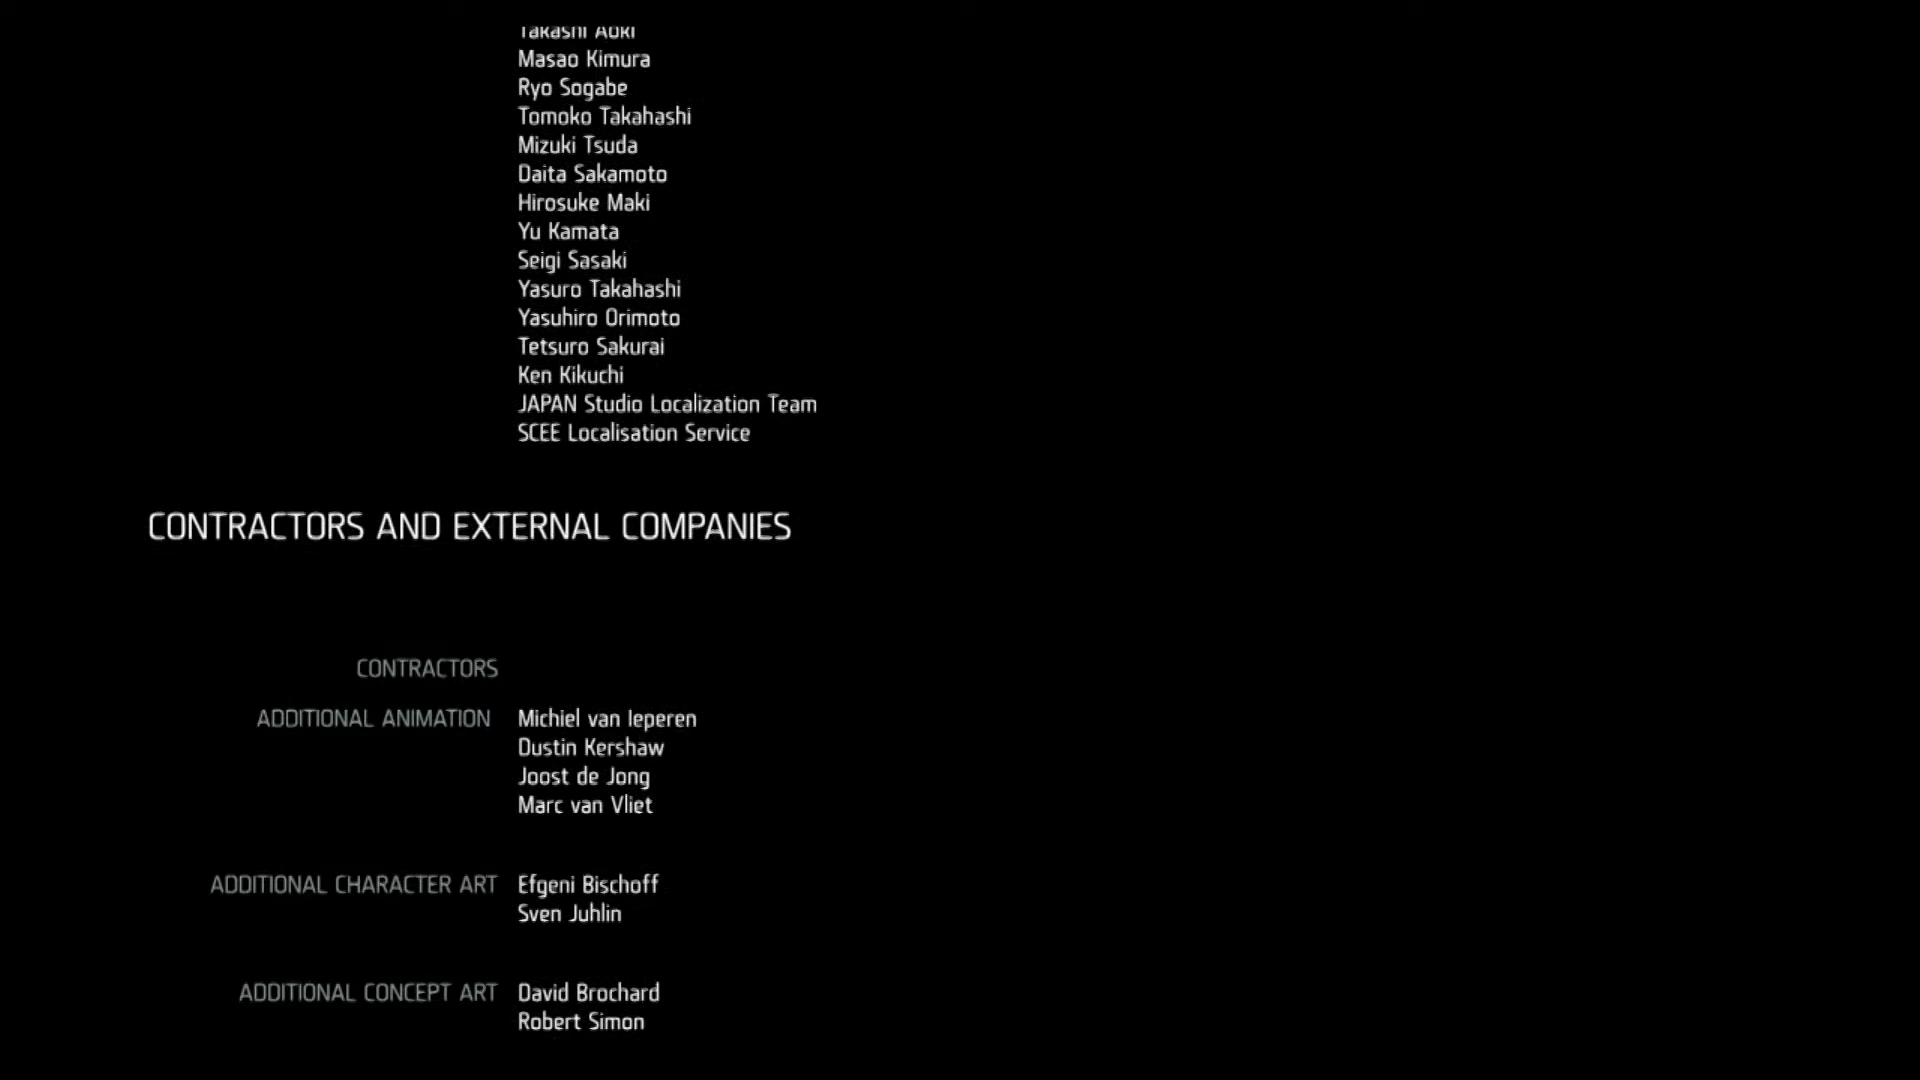 Takashi Aoki
Masao Kimura
Ryo Sogabe
Tomoko Takahashi
Mizuki Tsuda
Daita Sakamoto
Hirosuke Maki
Yu Kamata
Seigi Sasaki
Yasuro Takahashi
Yasuhiro Orimoto
Tetsuro Sakurai
Ken Kikuchi
JAPAN Studio Localization Team
SCEE Localisation Service
CONTRACTORS AND EXTERNAL COMPANIES
CONTRACTORS
ADDITIONAL ANIMATION Michiel van Ieperen
Dustin Kershaw
Joost de Jong
Marc van Vliet
ADDITIONAL CHARACTER ART Efgeni Bischoff
Sven Juhlin
ADDITIONAL CONCEPT ART David Brochard
Robert Simon